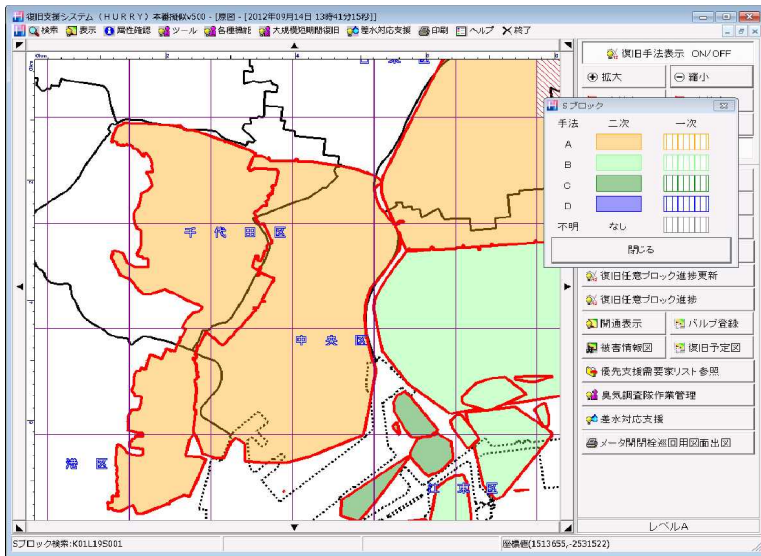 復旧支援システム(HURRY)本番擬似v500 - [原図 - [2012年09月14日 13時41分15秒]]
検索 表示 属性確認 ツール 各種機能 大規模短期間復旧 差水対応支援 印刷 ヘルプ 終了
復旧手法表示 ON/OFF
拡大 縮小
Sブロック
手法 二次 一次
A
B
C
D
不明 なし
閉じる
千代田区
中央区
港区
江東区
復旧任意ブロック進捗更新
復旧任意ブロック進捗
開通表示 バルブ登録
被害情報図 復旧予定図
優先支援需要家リスト参照
臭気調査隊作業管理
差水対応支援
メータ開閉栓巡回用図面出図
レベルA
Sブロック検索:K01L19S001
座標値(1513655,-2531522)